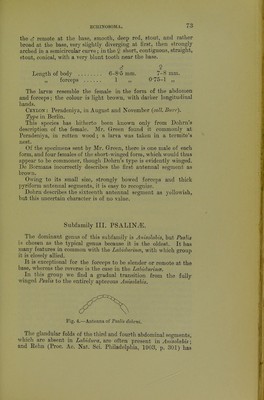 ECHINOSOMA. 73
the ♂ remote at the base, smooth, deep red, stout, and rather
broad at the base, very slightly diverging at first, then strongly
arched in a semicircular curve; in the ♀ short, contiguous, straight,
stout, conical, with a very blunt tooth near the base.
♂ ♀
Length of body ........ 6-8·5 mm. 7-8 mm.
„ forceps ...... 1 „ 0·75-1 „
The larvæ resemble the female in the form of the abdomen
and forceps; the colour is light brown, with darker longitudinal
bands.
CEYLON: Peradeniya, in August and November (coll. Burr).
Type in Berlin.
This species has hitherto been known only from Dohrn's
description of the female. Mr. Green found it commonly at
Peradeniya, in rotten wood; a larva was taken in a termite's
nest.
Of the specimens sent by Mr. Green, there is one male of each
form, and four females of the short-winged form, which would thus
appear to be commoner, though Dohrn's type is evidently winged.
De Bormans incorrectly describes the first antennal segment as
brown.
Owing to its small size, strongly bowed forceps and thick
pyriform antennal segments, it is easy to recognize.
Dohrn describes the sixteenth antennal segment as yellowish,
but this uncertain character is of no value.
Subfamily III. PSALINÆ.
The dominant genus of this subfamily is Anisolabis, but Psalis
is chosen as the typical genus because it is the oldest. It has
many features in common with the Labidurinæ, with which group
it is closely allied.
It is exceptional for the forceps to be slender or remote at the
base, whereas the reverse is the case in the Labidurinæ.
In this group we find a gradual transition from the fully
winged Psalis to the entirely apterous Anisolabis.
Fig. 4.—Antenna of Psalis
The glandular folds of the third and fourth abdominal segments,
which are absent in Labidura, are often present in Anisolabis;
and Rehn (Proc. Ac. Nat. Sci. Philadelphia, 1903, p. 301) has